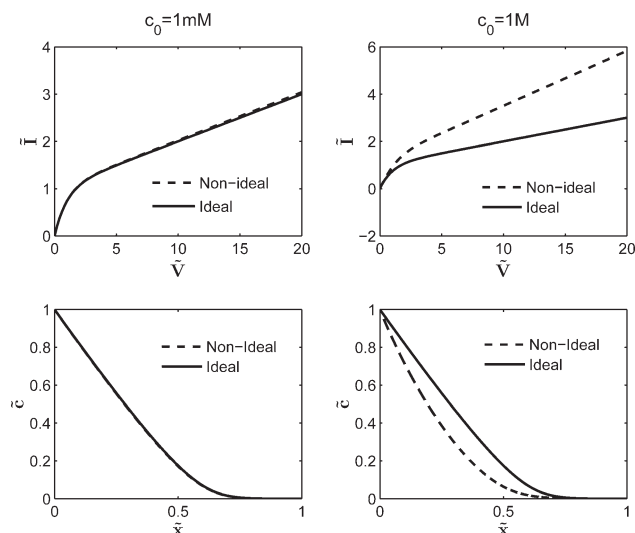 c₀=1mM
c₀=1M
4
3
2
1
0
Ĩ
Non-ideal
Ideal
0 5 10 15 20
Ṽ
6
4
2
0
−2
Ĩ
Non-ideal
Ideal
0 5 10 15 20
Ṽ
1
0.8
0.6
0.4
0.2
0
c̃
Non-Ideal
Ideal
0 0.5 1
x̃
1
0.8
0.6
0.4
0.2
0
c̃
Non-Ideal
Ideal
0 0.5 1
x̃